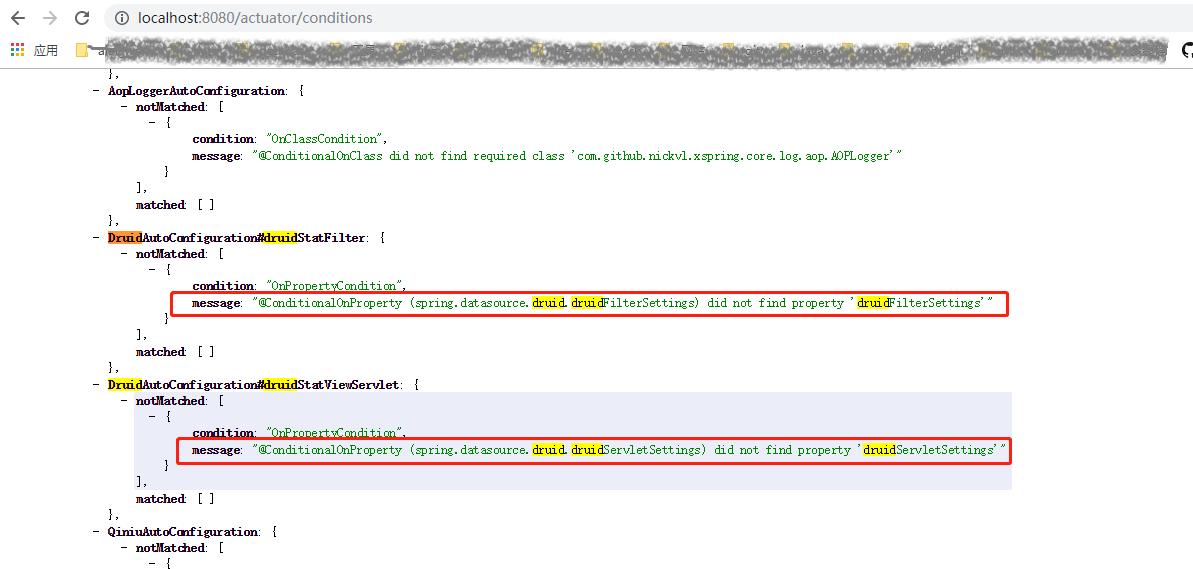 localhost:8080/actuator/conditions
应用
},
- AopLoggerAutoConfiguration: {
- notMatched: [
- {
condition: "OnClassCondition",
message: "@ConditionalOnClass did not find required class 'com.github.nickvl.xspring.core.log.aop.AOPLogger'"
}
],
matched: [ ]
},
- DruidAutoConfiguration#druidStatFilter: {
- notMatched: [
- {
condition: "OnPropertyCondition",
message: "@ConditionalOnProperty (spring.datasource.druid.druidFilterSettings) did not find property 'druidFilterSettings'"
}
],
matched: [ ]
},
- DruidAutoConfiguration#druidStatViewServlet: {
- notMatched: [
- {
condition: "OnPropertyCondition",
message: "@ConditionalOnProperty (spring.datasource.druid.druidServletSettings) did not find property 'druidServletSettings'"
}
],
matched: [ ]
},
- QiniuAutoConfiguration: {
- notMatched: [
- {